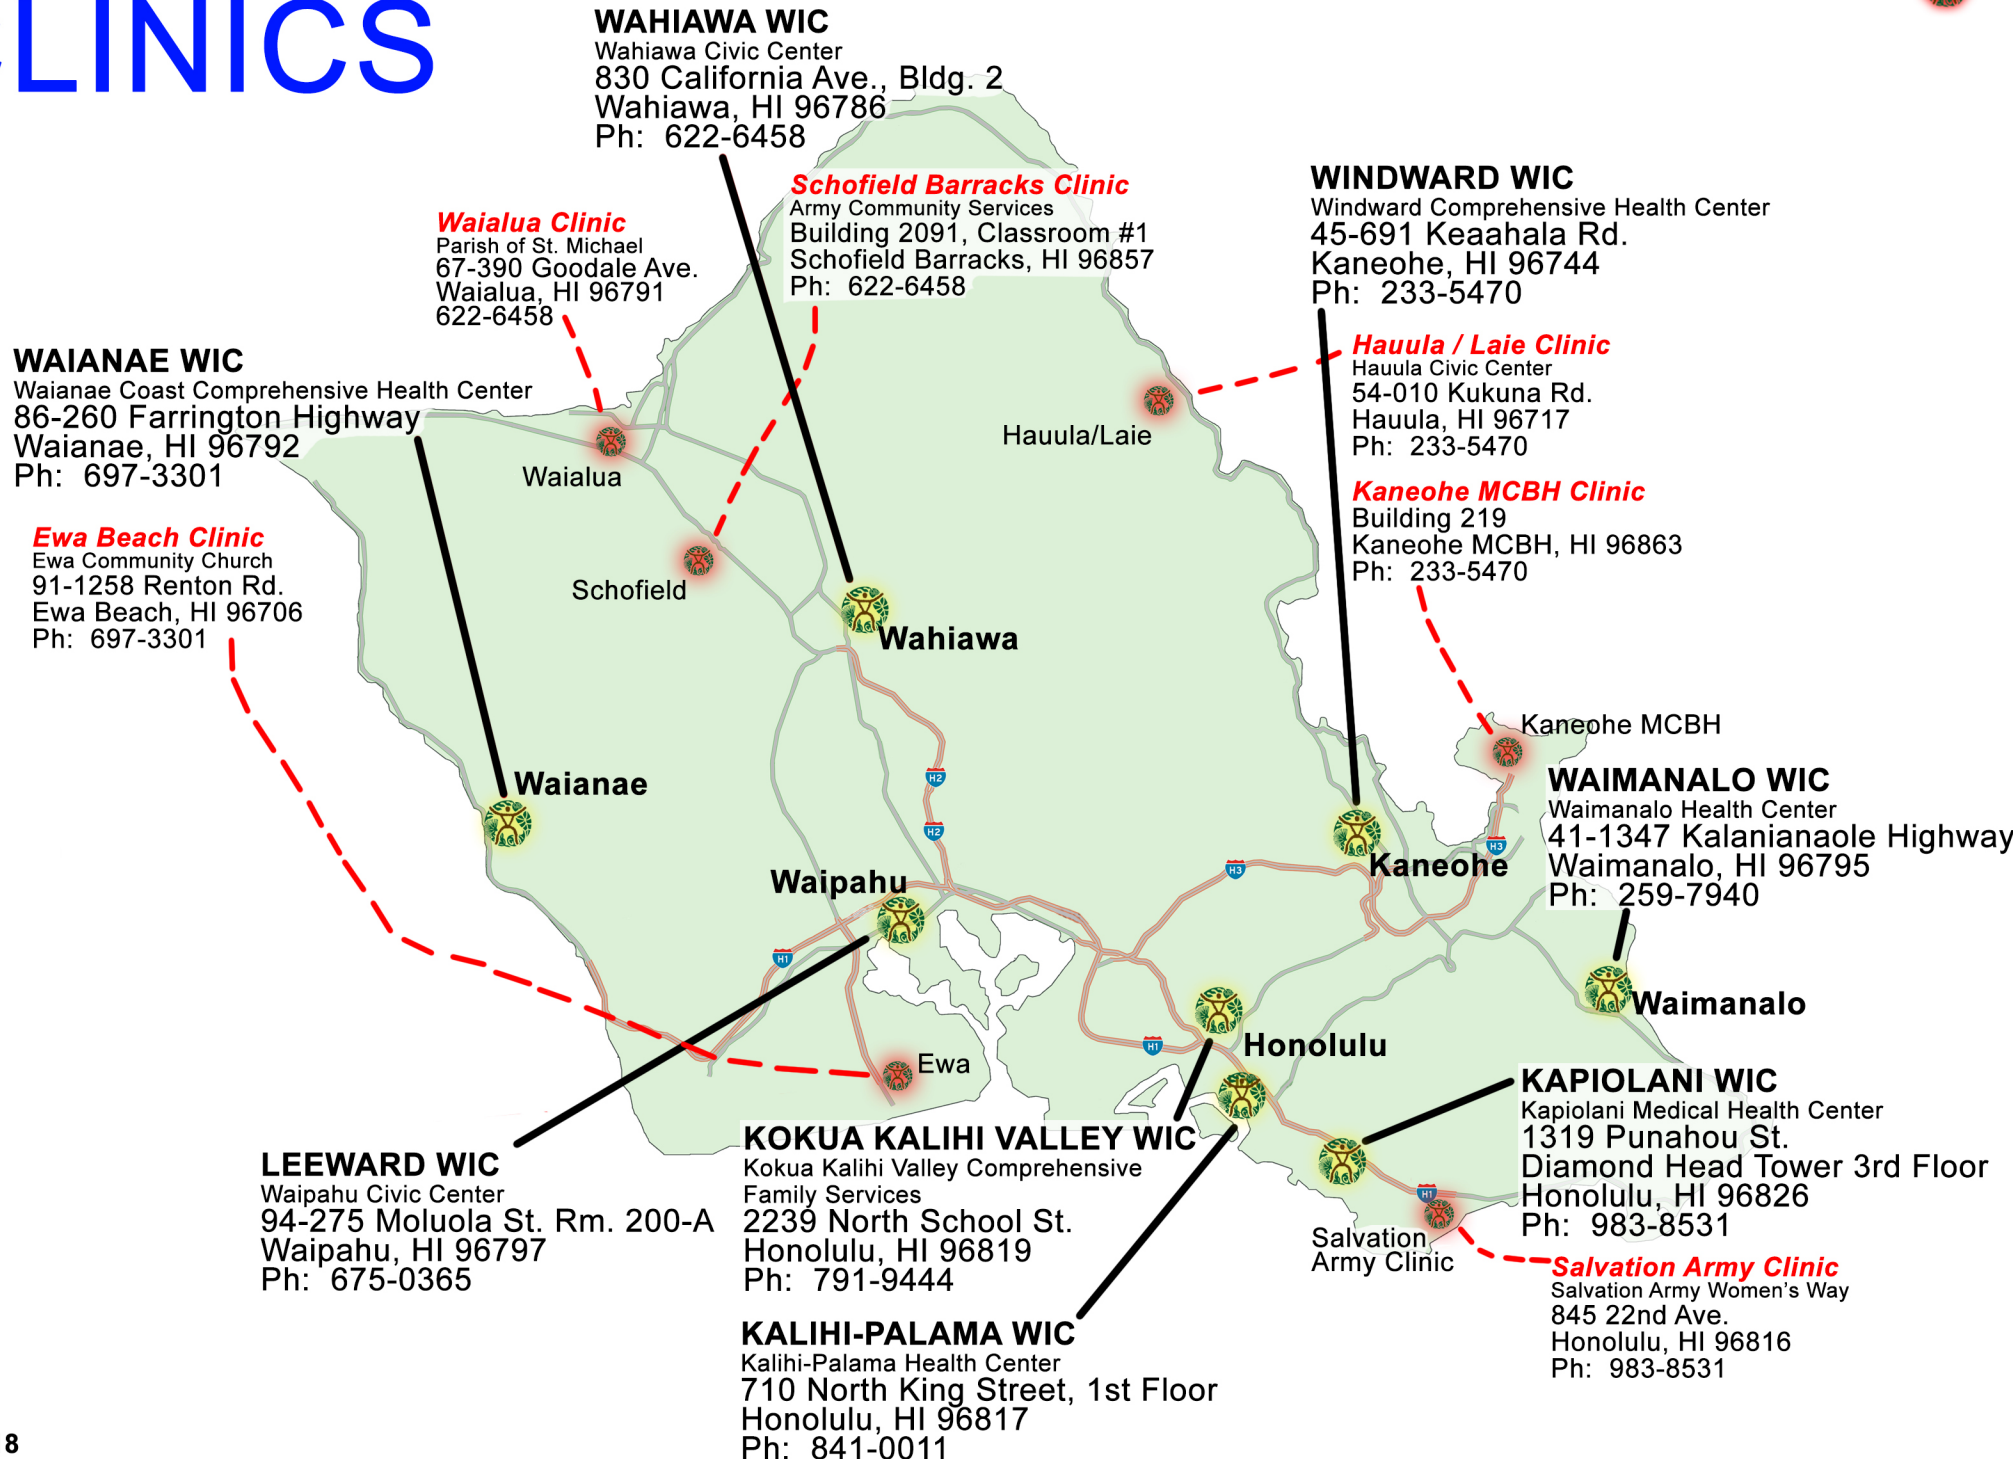 CLINICS
WAHIAWA WIC
Wahiawa Civic Center
830 California Ave., Bldg. 2
Wahiawa, HI 96786
Ph: 622-6458
Schofield Barracks Clinic
Army Community Services
Building 2091, Classroom #1
Schofield Barracks, HI 96857
Ph: 622-6458
Waialua Clinic
Parish of St. Michael
67-390 Goodale Ave.
Waialua, HI 96791
622-6458
WINDWARD WIC
Windward Comprehensive Health Center
45-691 Keaahala Rd.
Kaneohe, HI 96744
Ph: 233-5470
Hauula / Laie Clinic
Hauula Civic Center
54-010 Kukuna Rd.
Hauula, HI 96717
Ph: 233-5470
WAIANAE WIC
Waianae Coast Comprehensive Health Center
86-260 Farrington Highway
Waianae, HI 96792
Ph: 697-3301
Ewa Beach Clinic
Ewa Community Church
91-1258 Renton Rd.
Ewa Beach, HI 96706
Ph: 697-3301
Kaneohe MCBH Clinic
Building 219
Kaneohe MCBH, HI 96863
Ph: 233-5470
Hauula/Laie
Waialua
Schofield
Wahiawa
Kaneohe MCBH
Waianae
H2
H2
WAIMANALO WIC
Waimanalo Health Center
41-1347 Kalanianaole Highway
Waimanalo, HI 96795
Ph: 259-7940
H3
H3
Kaneohe
Waipahu
H1
Waimanalo
Honolulu
H1
Ewa
KAPIOLANI WIC
Kapiolani Medical Health Center
1319 Punahou St.
Diamond Head Tower 3rd Floor
Honolulu, HI 96826
Ph: 983-8531
LEEWARD WIC
Waipahu Civic Center
94-275 Moluola St. Rm. 200-A
Waipahu, HI 96797
Ph: 675-0365
KOKUA KALIHI VALLEY WIC
Kokua Kalihi Valley Comprehensive
Family Services
2239 North School St.
Honolulu, HI 96819
Ph: 791-9444
H1
Salvation
Army Clinic
Salvation Army Clinic
Salvation Army Women's Way
845 22nd Ave.
Honolulu, HI 96816
Ph: 983-8531
KALIHI-PALAMA WIC
Kalihi-Palama Health Center
710 North King Street, 1st Floor
Honolulu, HI 96817
Ph: 841-0011
8